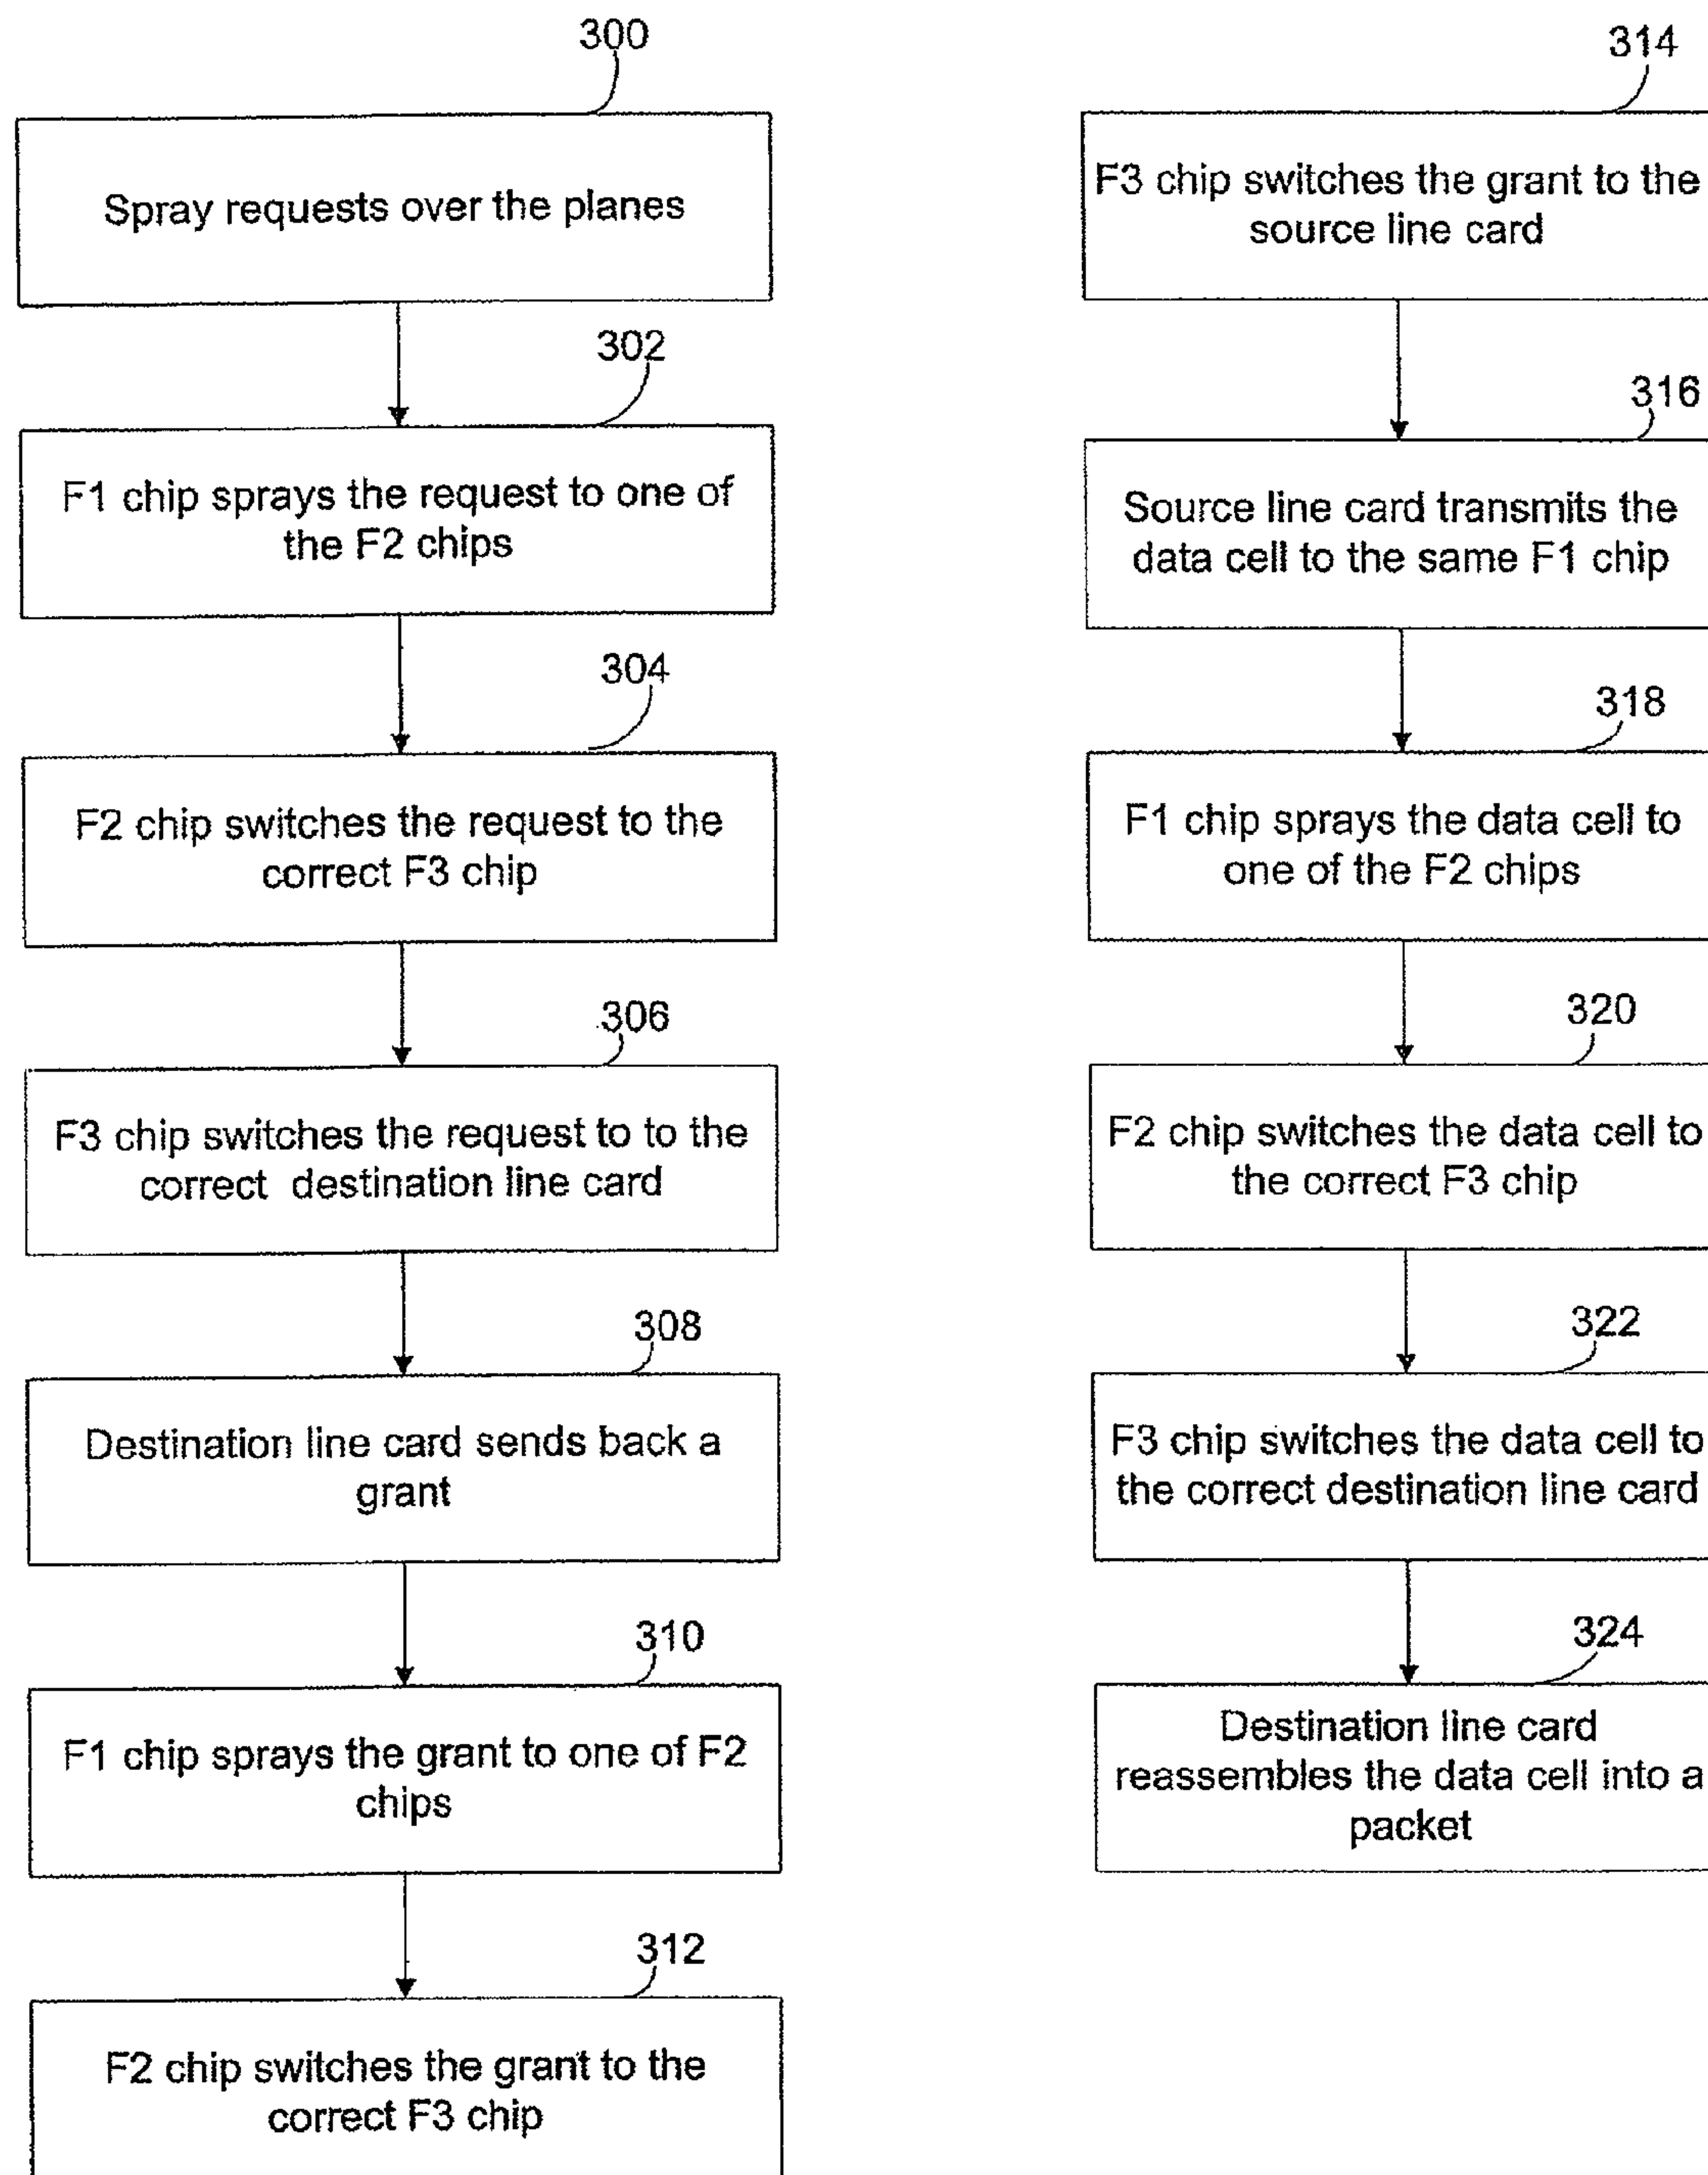 300
Spray requests over the planes
302
F1 chip sprays the request to one of
the F2 chips
304
F2 chip switches the request to the
correct F3 chip
306
F3 chip switches the request to to the
correct destination line card
308
Destination line card sends back a
grant
310
F1 chip sprays the grant to one of F2
chips
312
F2 chip switches the grant to the
correct F3 chip
314
F3 chip switches the grant to the
source line card
316
Source line card transmits the
data cell to the same F1 chip
318
F1 chip sprays the data cell to
one of the F2 chips
320
F2 chip switches the data cell to
the correct F3 chip
322
F3 chip switches the data cell to
the correct destination line card
324
Destination line card
reassembles the data cell into a
packet